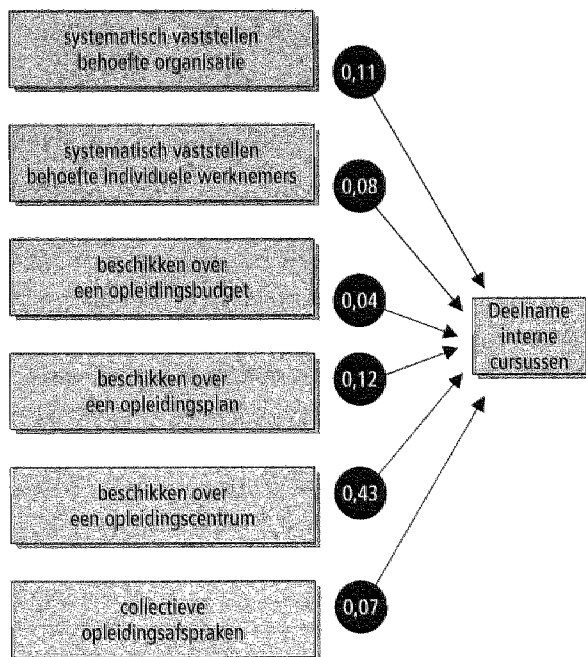 systematisch vaststellen
behoefte organisatie
0,11
systematisch vaststellen
behoefte individuele werknemers
0,08
beschikken over
een opleidingsbudget
0,04
Deelname
interne
cursussen
beschikken over
een opleidingsplan
0,12
beschikken over
een opleidingscentrum
0,43
collectieve
opleidingsafspraken
0,07